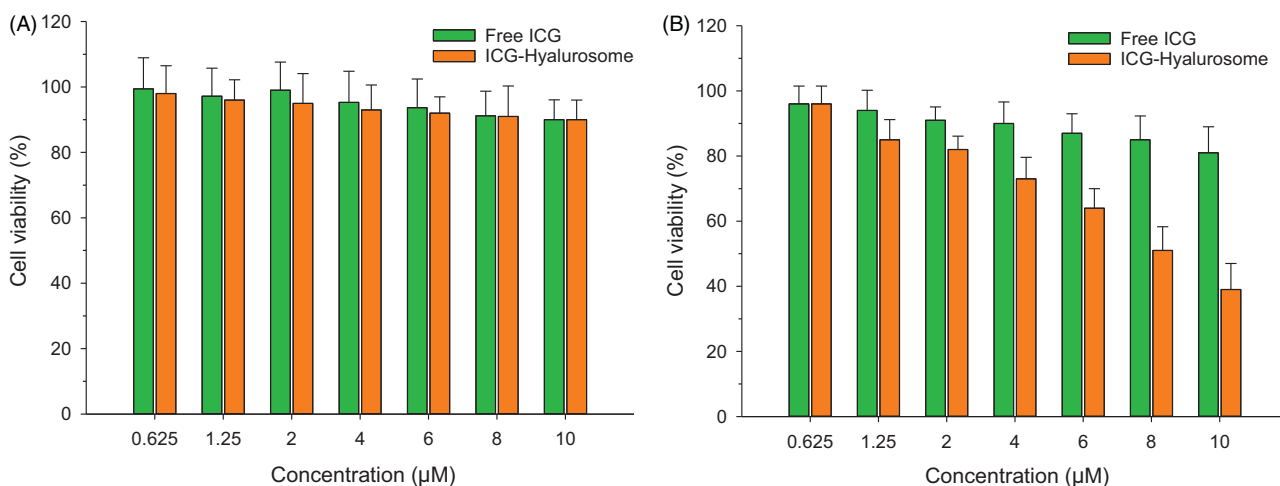 (A)
Free ICG
ICG-Hyalurosome
Cell viability (%)
120
100
80
60
40
20
0
0.625 1.25 2 4 6 8 10
Concentration (µM)
(B)
Free ICG
ICG-Hyalurosome
Cell viability (%)
120
100
80
60
40
20
0
0.625 1.25 2 4 6 8 10
Concentration (µM)